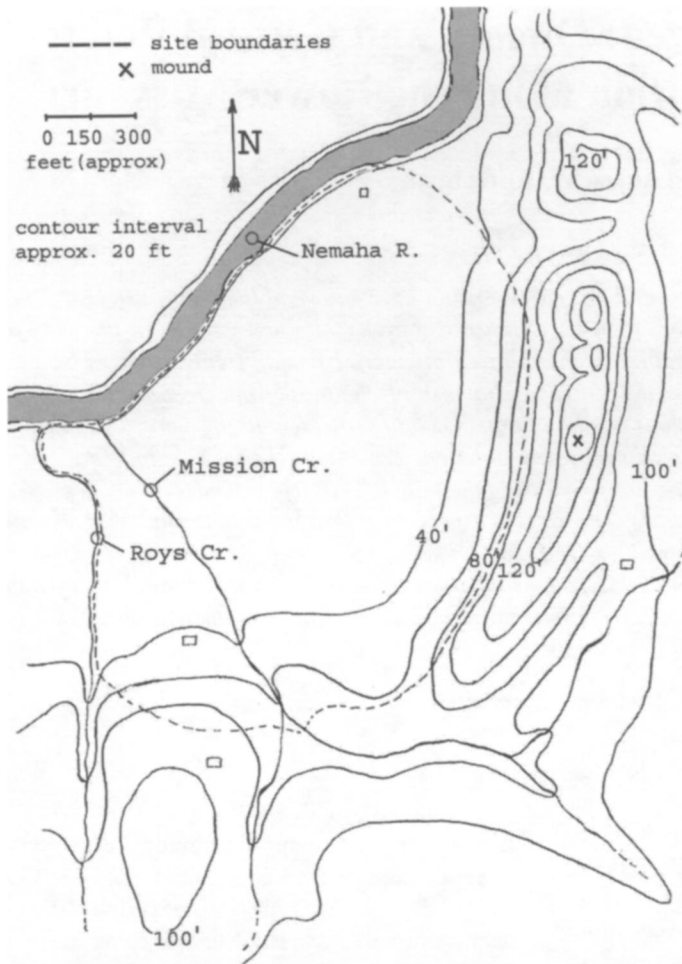 site boundaries
x mound
0 150 300
feet (approx)
N
contour interval
approx. 20 ft
120'
Nemaha R.
Mission Cr.
100'
Roys Cr.
40'
80'
120'
100'